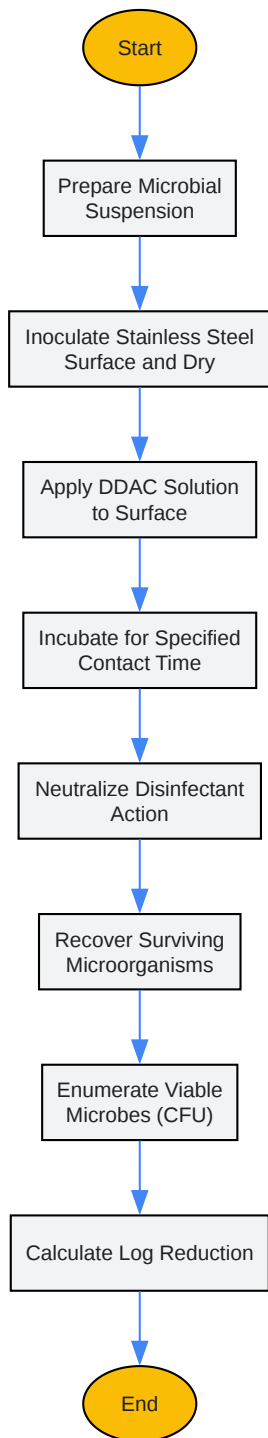 Start
Prepare Microbial
Suspension
Inoculate Stainless Steel
Surface and Dry
Apply DDAC Solution
to Surface
Incubate for Specified
Contact Time
Neutralize Disinfectant
Action
Recover Surviving
Microorganisms
Enumerate Viable
Microbes (CFU)
Calculate Log Reduction
End